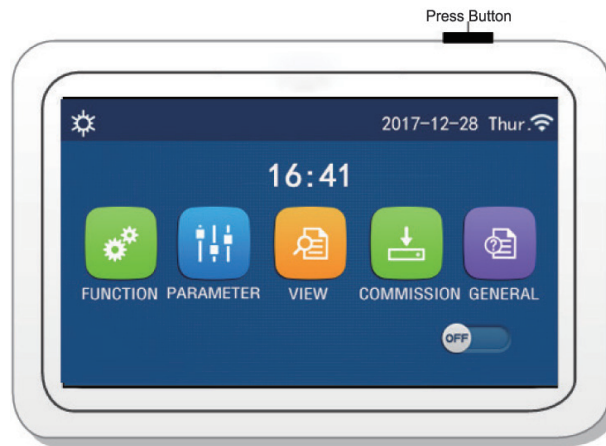 Press Button
2017-12-28 Thur.
16:41
FUNCTION PARAMETER VIEW COMMISSION GENERAL
OFF